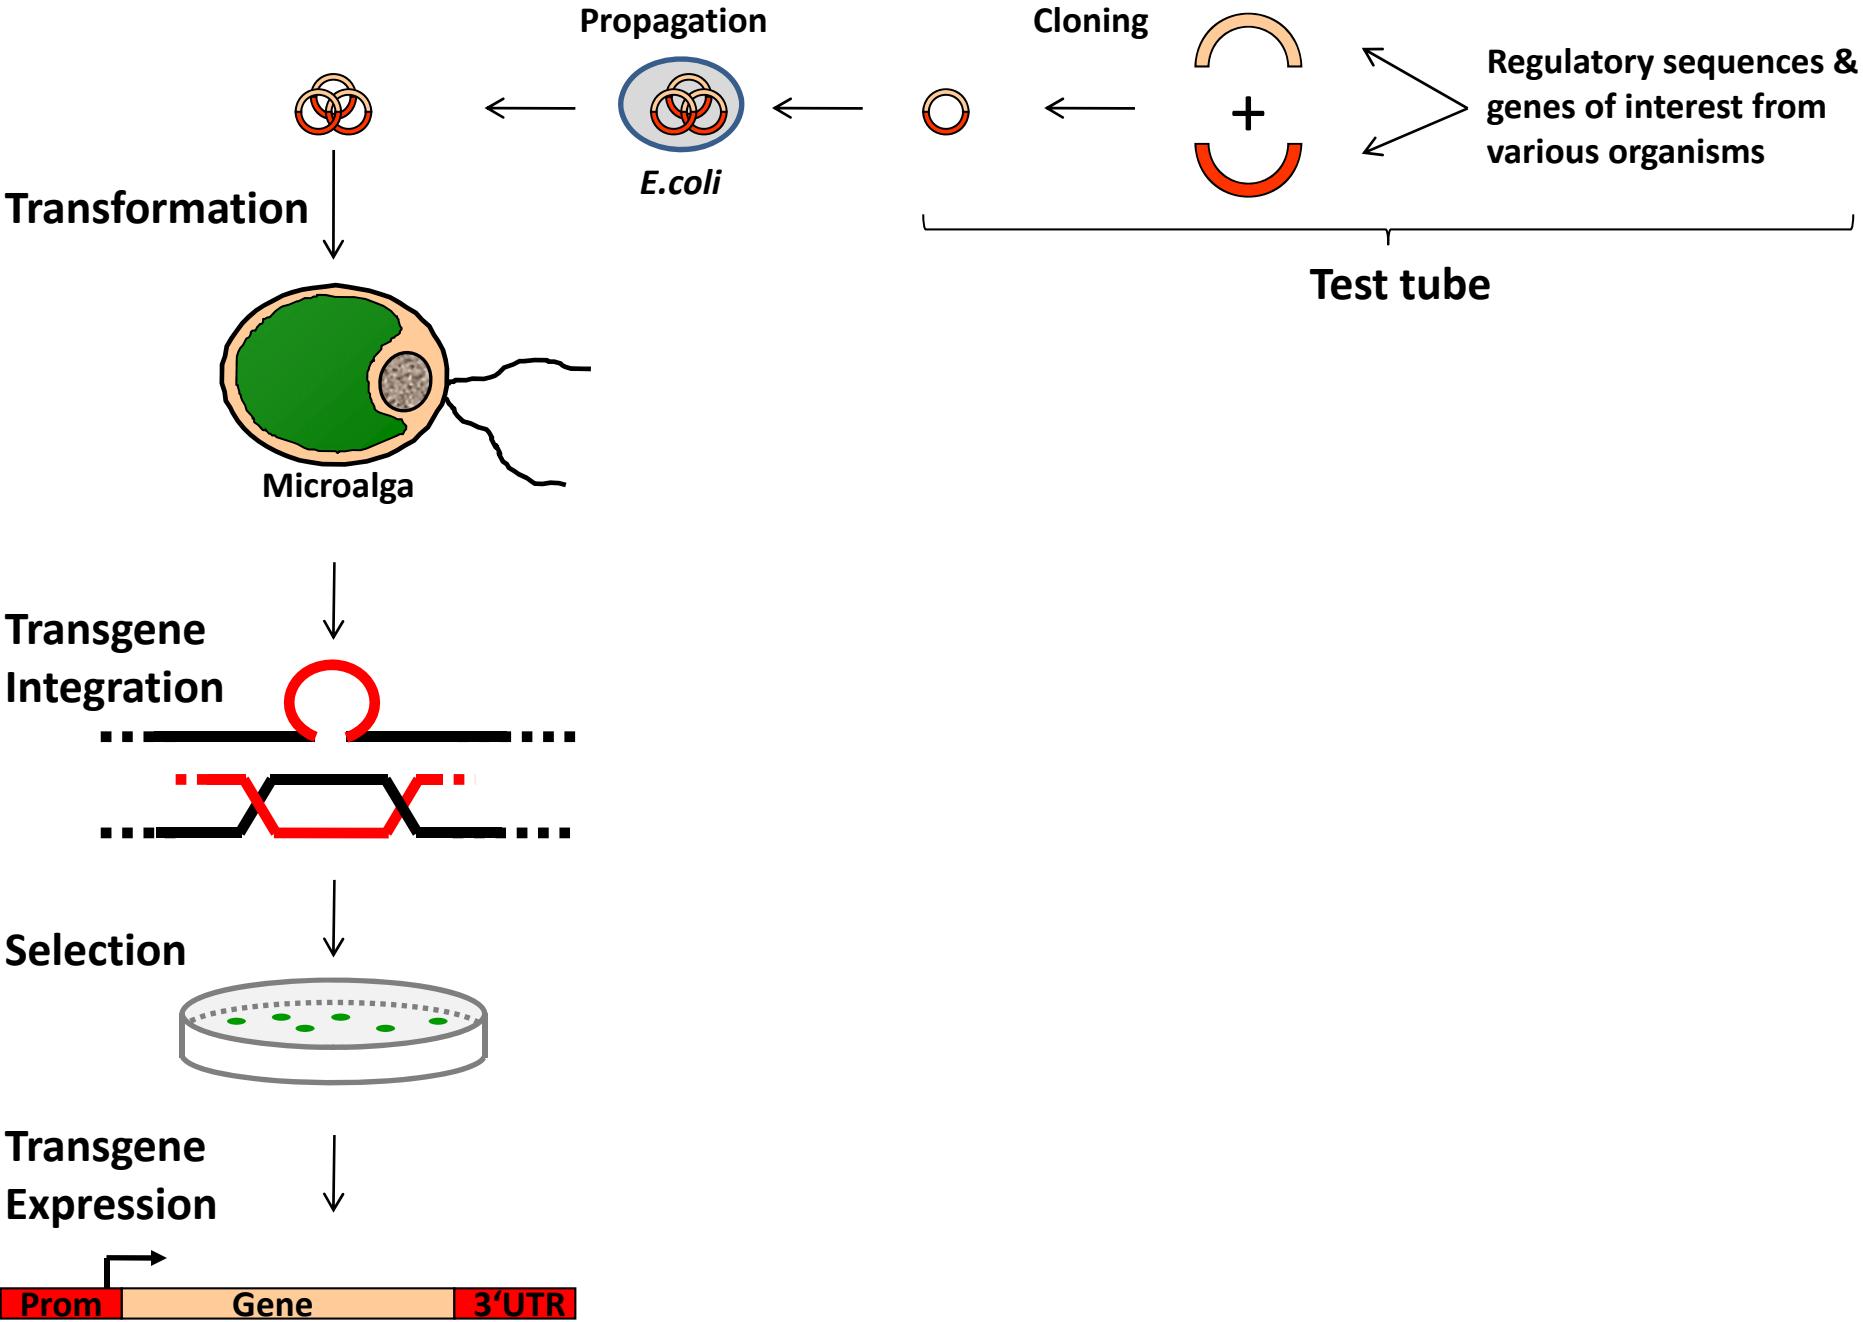 Propagation
Cloning
Regulatory sequences &
genes of interest from
various organisms
+
E.coli
Transformation
Test tube
Microalga
Transgene
Integration
Selection
Transgene
Expression
Prom
Gene
3‘UTR